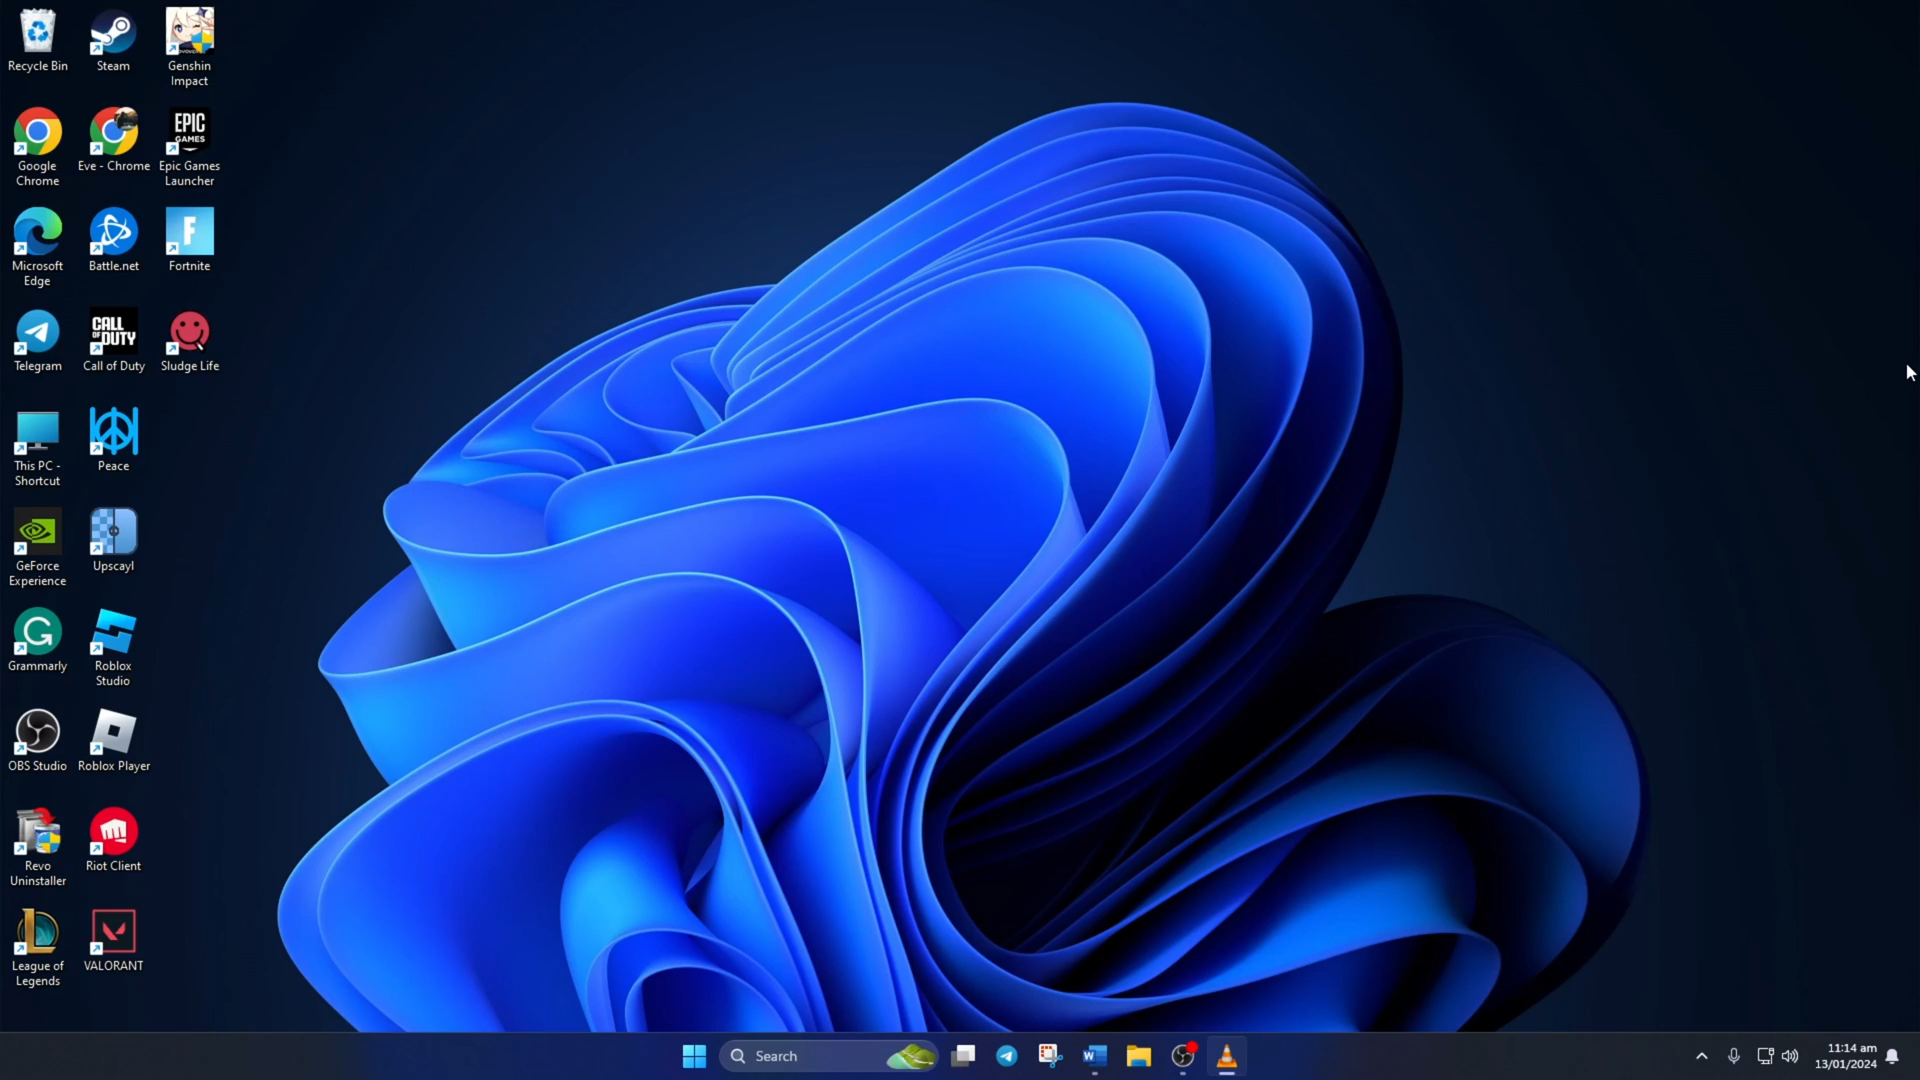 Recycle Bin
Steam
Genshin
Impact
Google
Chrome
Eve - Chrome
EPIC
GAMES
Epic Games
Launcher
Microsoft
Edge
Battle.net
F
Fortnite
Telegram
CALL
OF DUTY
Call of Duty
Sludge Life
This PC -
Shortcut
Peace
GeForce
Experience
Upscayl
G
Grammarly
Roblox
Studio
OBS Studio
Roblox Player
Revo
Uninstaller
Riot Client
L
League of
Legends
VALORANT
Search
W
11:14 am
13/01/2024